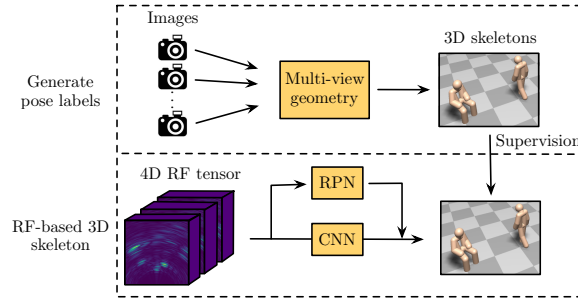 Images
3D skeletons
Generate
pose labels
Multi-view
geometry
Supervision
4D RF tensor
RPN
RF-based 3D
skeleton
CNN